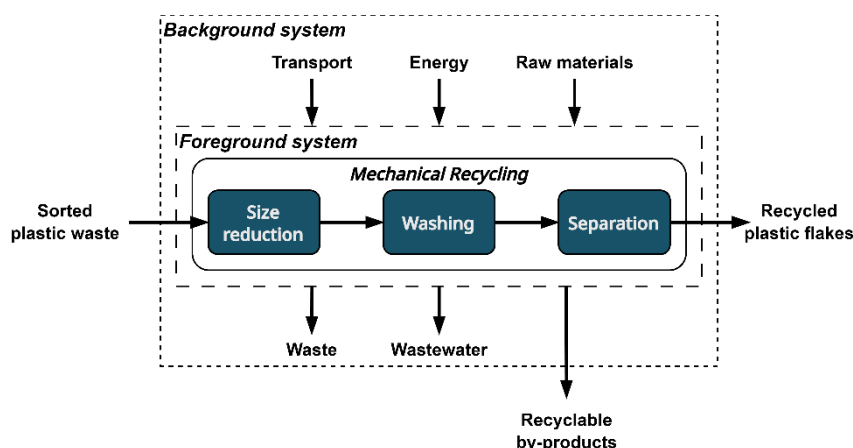 Background system
Transport
Energy
Raw materials
Foreground system
Mechanical Recycling
Sorted
plastic waste
Size
reduction
Washing
Separation
Recycled
plastic flakes
Waste
Wastewater
Recyclable
by-products